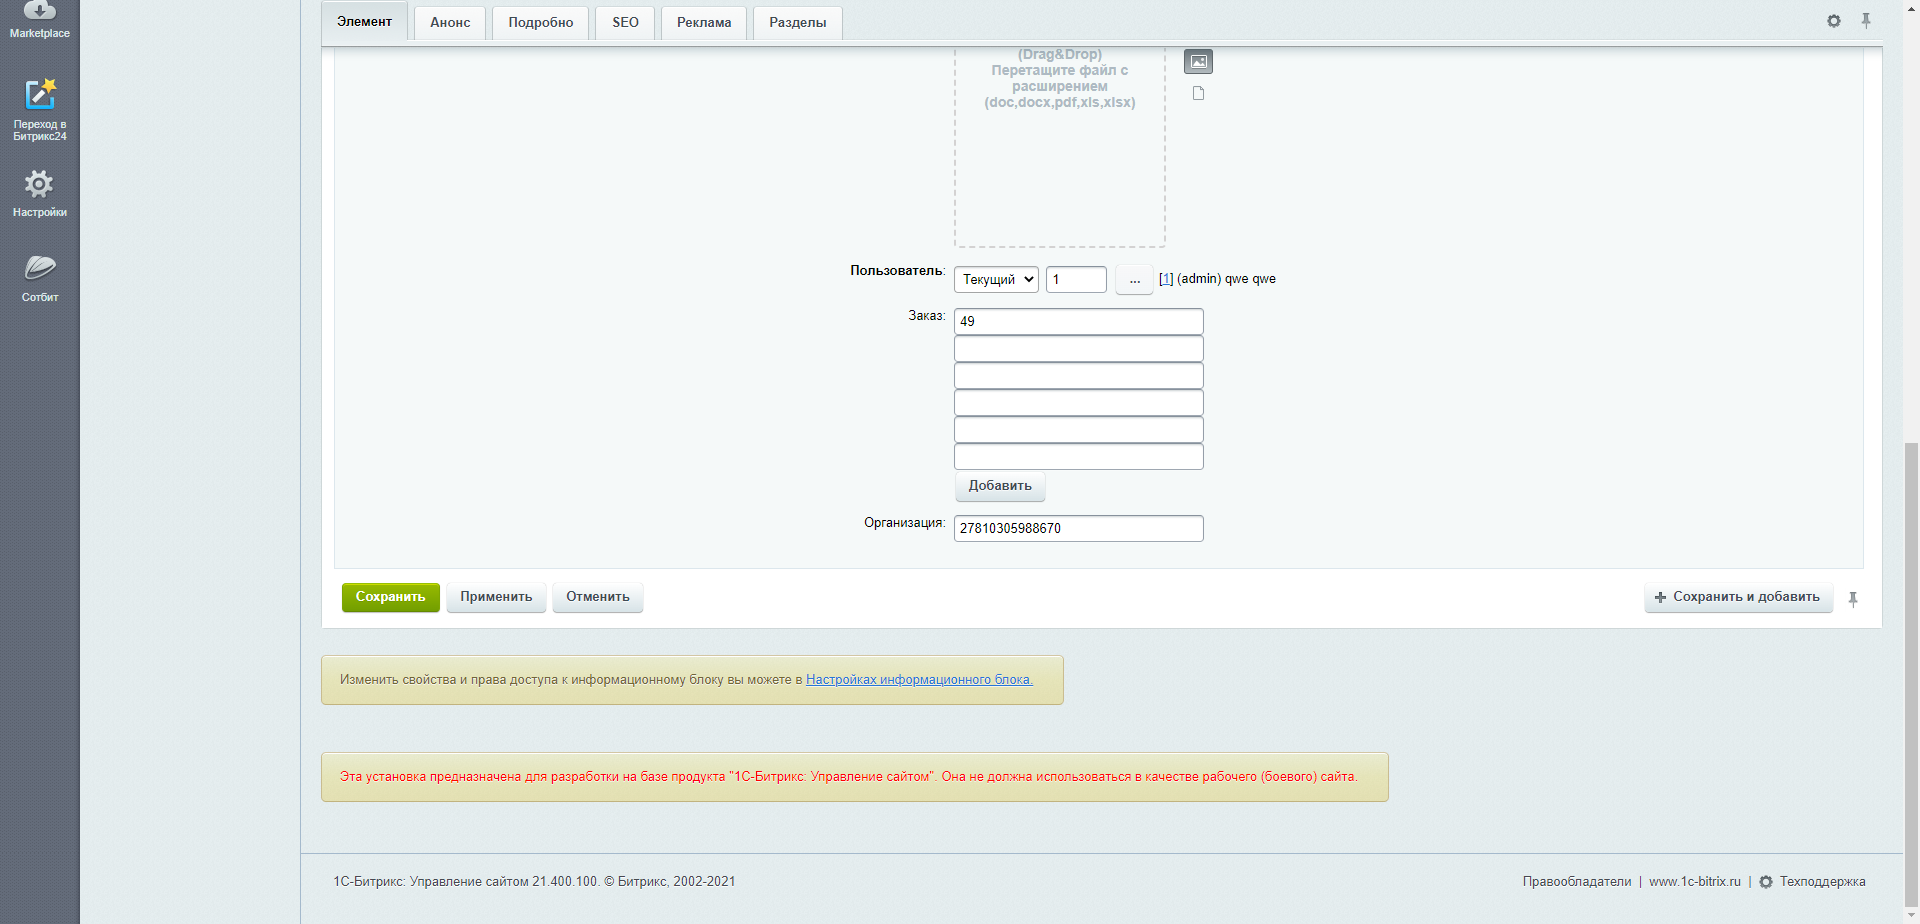 Marketplace
Переход в
Битрикс24
Настройки
Сотбит
Элемент
Анонс
Подробно
SEO
Реклама
Разделы
(Drag&Drop)
Перетащите файл с
расширением
(doc,docx,pdf,xls,xlsx)
Пользователь: Текущий 1 ... [1] (admin) qwe qwe
Заказ: 49
Добавить
Организация: 27810305988670
Сохранить
Применить
Отменить
Сохранить и добавить
Изменить свойства и права доступа к информационному блоку вы можете в Настройках информационного блока.
Эта установка предназначена для разработки на базе продукта "1С-Битрикс: Управление сайтом". Она не должна использоваться в качестве рабочего (боевого) сайта.
1С-Битрикс: Управление сайтом 21.400.100. © Битрикс, 2002-2021
Правообладатели | www.1c-bitrix.ru | Техподдержка